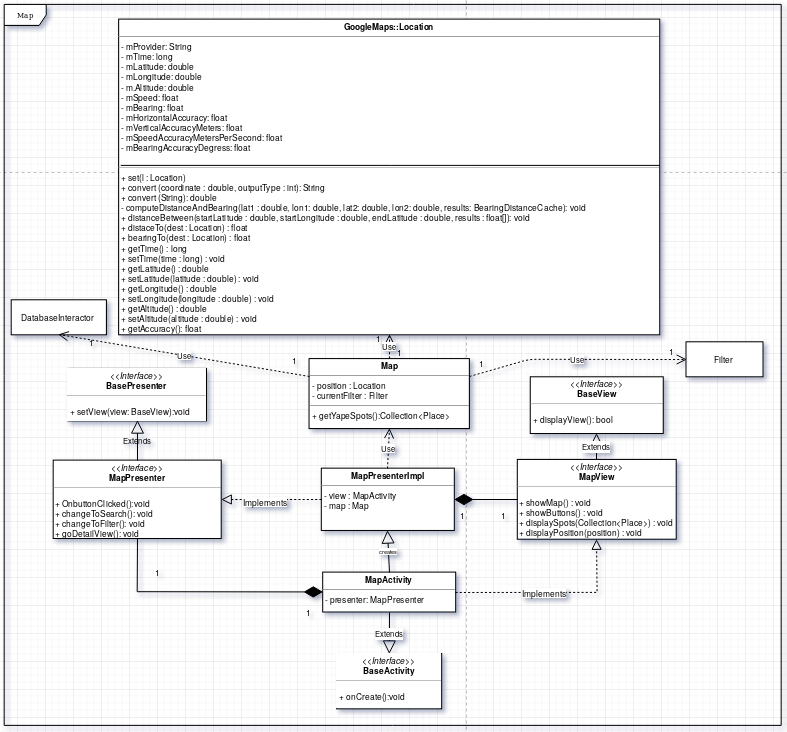 Map
GoogleMaps::Location
- mProvider: String
- mTime: long
- mLatitude: double
- mLongitude: double
- m.Altitude: double
- mSpeed: float
- mBearing: float
- mHorizontalAccuracy: float
- mVerticalAccuracyMeters: float
- mSpeedAccuracyMetersPerSecond: float
- mBearingAccuracyDegress: float
+ set(l : Location)
+ convert (coordinate : double, outputType : int): String
+ convert (String): double
- computeDistanceAndBearing(lat1 : double, lon1: double, lat2: double, lon2: double, results: BearingDistanceCache): void
+ distanceBetween(startLatitude : double, startLongitude : double, endLatitude : double, results : float[]): void
+ distaceTo(dest : Location) : float
+ bearingTo(dest : Location) : float
+ getTime() : long
+ setTime(time : long) : void
+ getLatitude() : double
+ setLatitude(latitude : double) : void
+ getLongitude() : double
+ setLongitude(longitude : double) : void
+ getAltitude() : double
+ setAltitude(altitude : double) : void
+ getAccuracy(): float
DatabaseInteractor
1
Use
1
1
Use
1
1
Use
1
Filter
Map
- position : Location
- currentFilter : Filter
+ getYapeSpots():Collection<Place>
<<Interface>>
BasePresenter
+ setView(view: BaseView):void
<<Interface>>
BaseView
+ displayView(): bool
Extends
Use
Extends
<<Interface>>
MapPresenter
+ OnbuttonClicked():void
+ changeToSearch():void
+ changeToFilter():void
+ goDetailView():void
Implements
MapPresenterImpl
- view : MapActivity
- map : Map
1
1
<<Interface>>
MapView
+ showMap() : void
+ showButtons() : void
+ displaySpots(Collection<Place>) : void
+ displayPosition(position) : void
creates
1
1
MapActivity
- presenter: MapPresenter
Implements
Extends
<<Interface>>
BaseActivity
+ onCreate():void